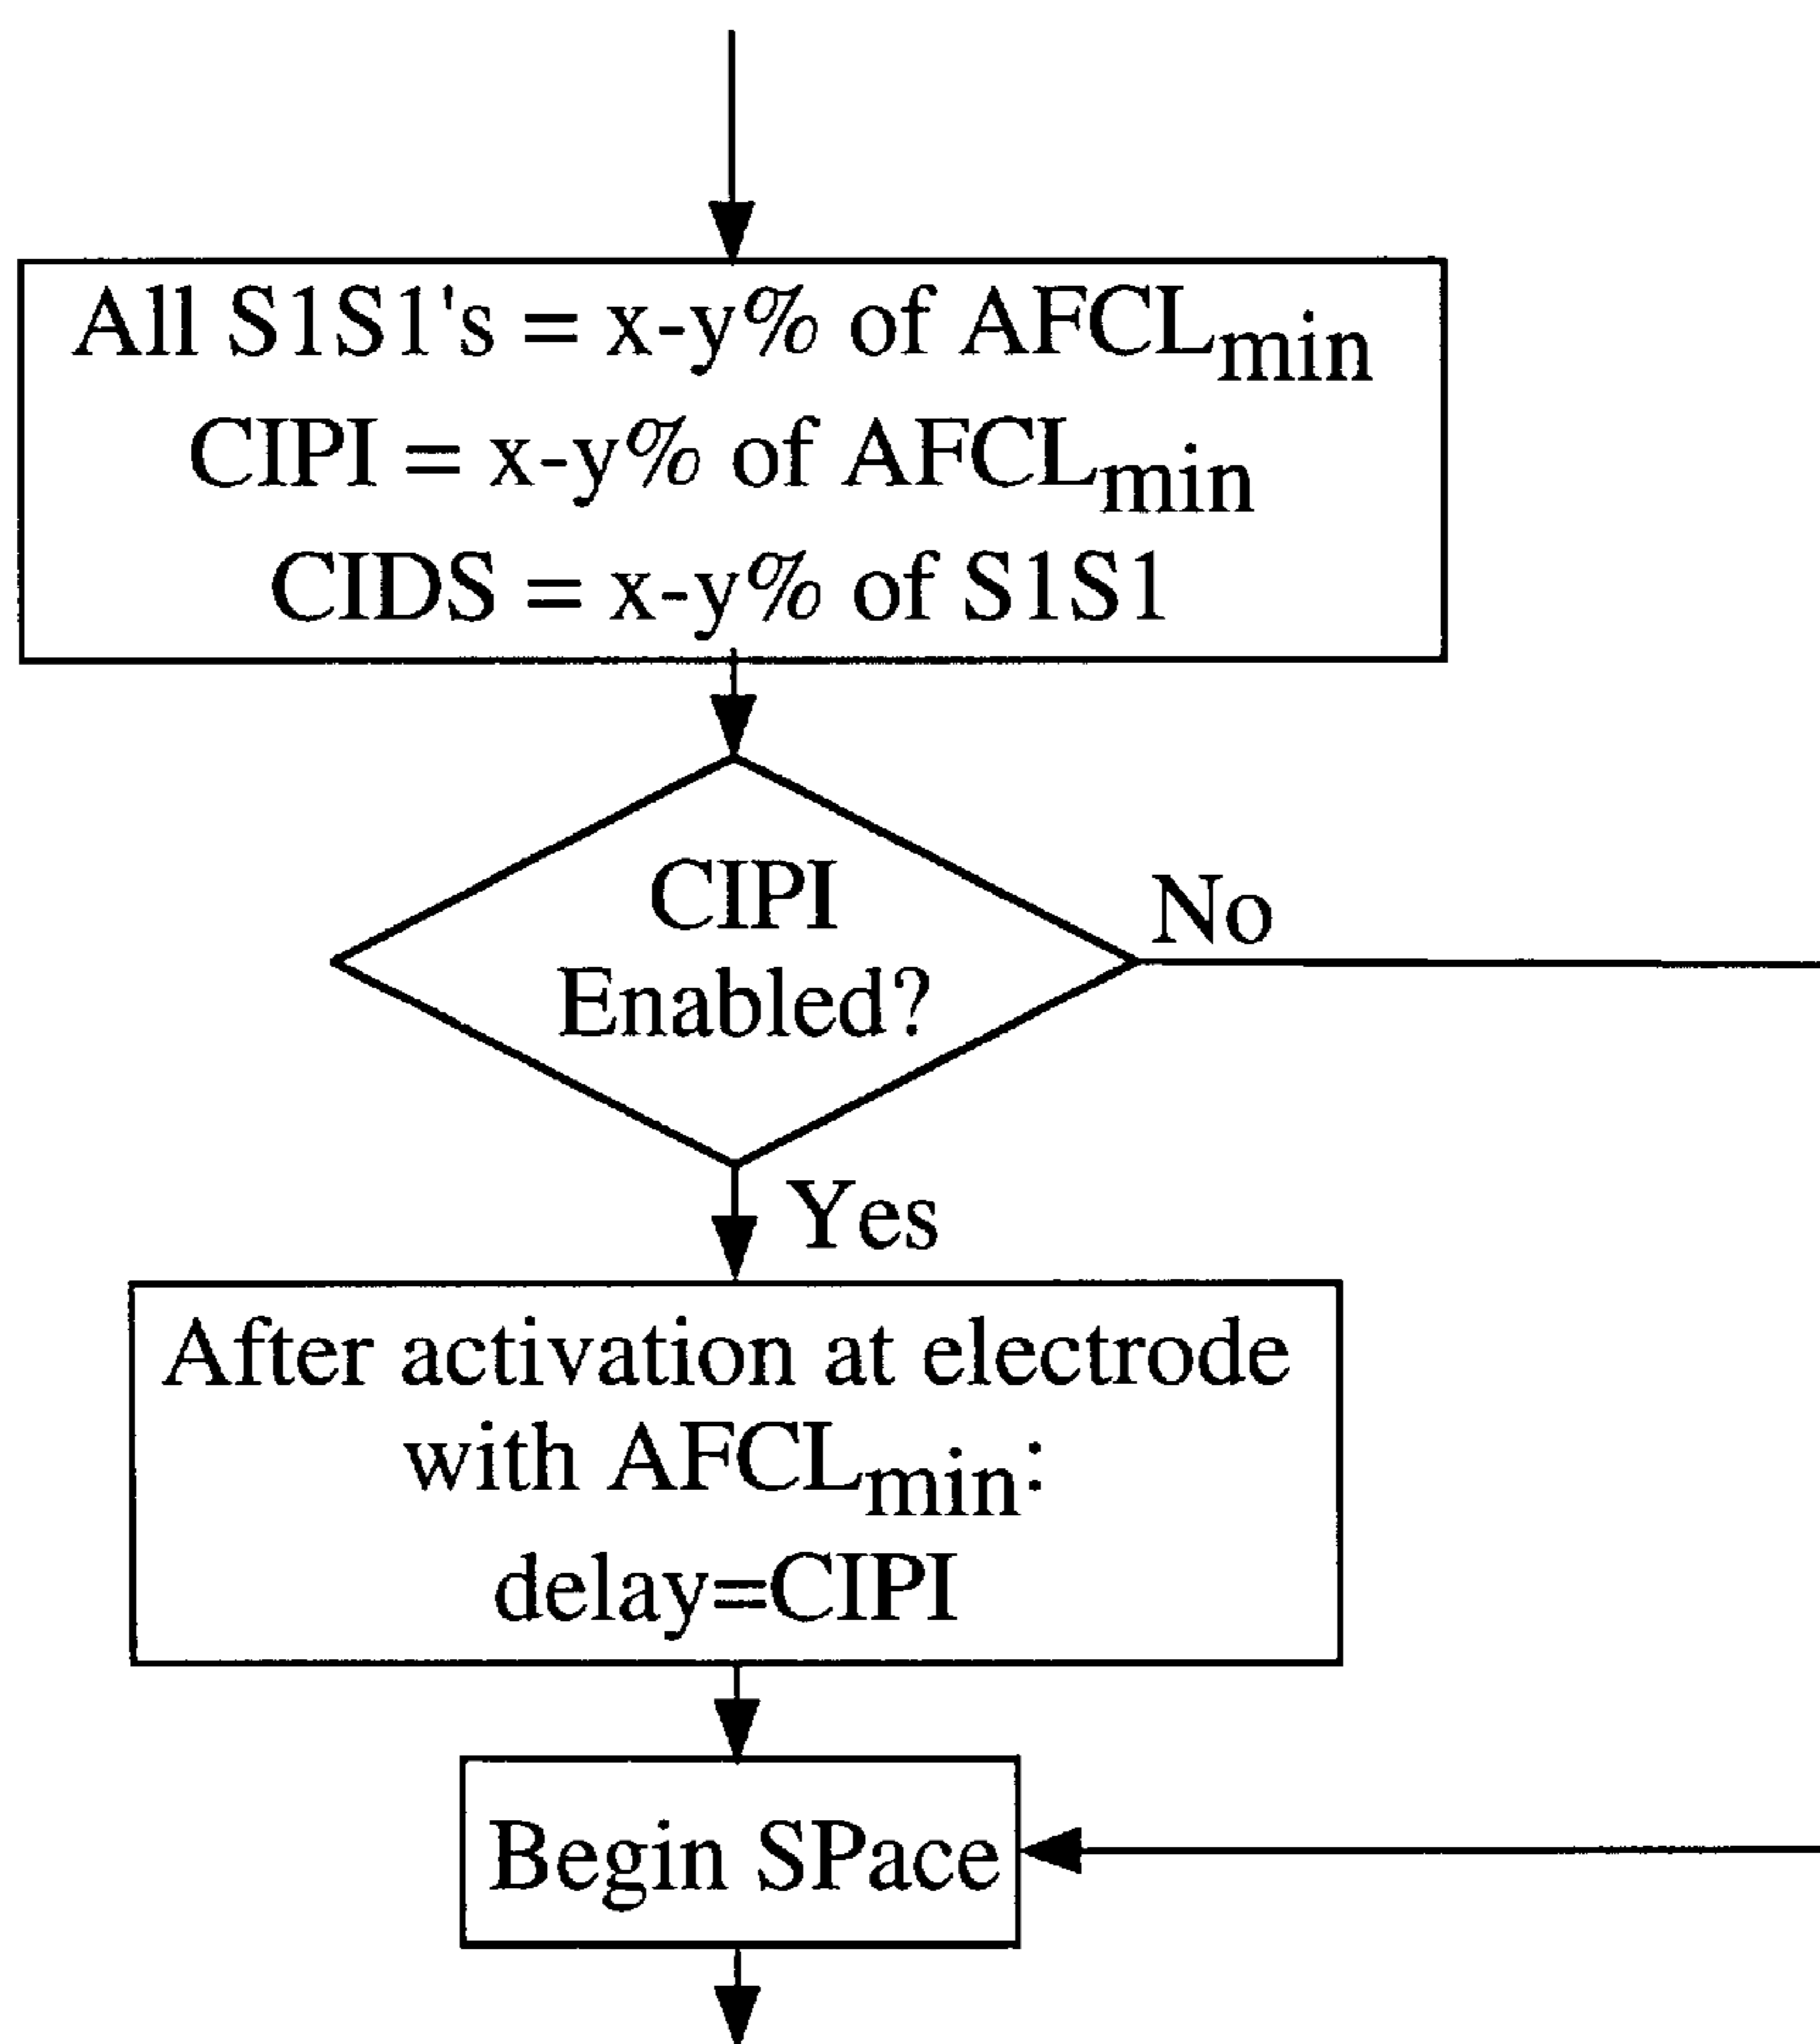 All S1S1's = x-y% of AFCLmin
CIPI = x-y% of AFCLmin
CIDS = x-y% of S1S1
CIPI
Enabled?
No
Yes
After activation at electrode
with AFCLmin:
delay=CIPI
Begin SPace